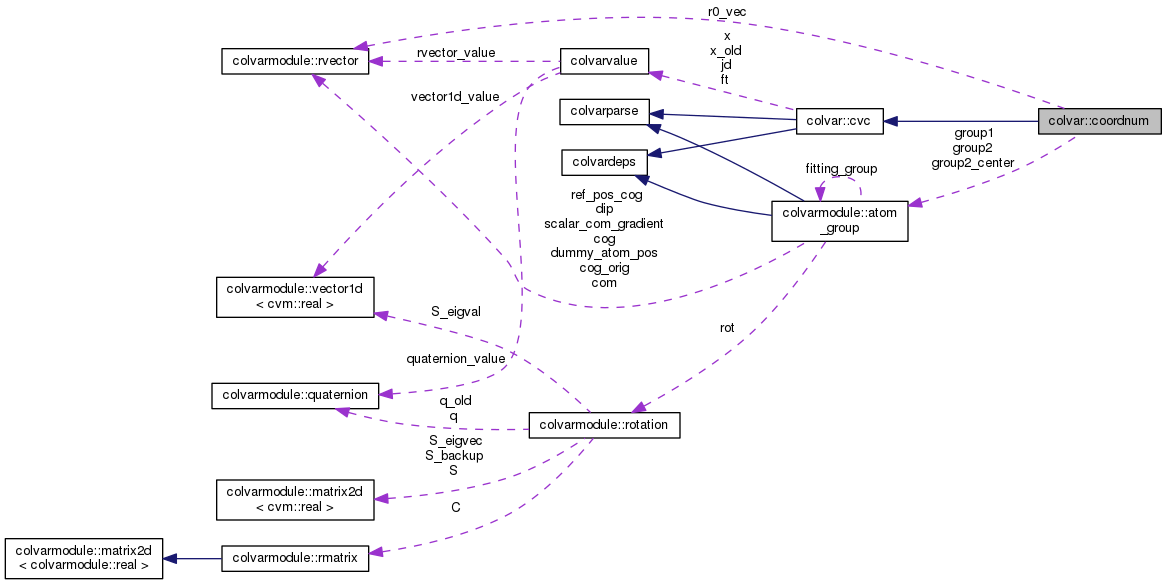 r0_vec
colvarmodule::rvector
rvector_value
colvarvalue
x
x_old
jd
ft
vector1d_value
colvarparse
colvar::cvc
colvar::coordnum
group1
group2
group2_center
colvardeps
fitting_group
ref_pos_cog
dip
scalar_com_gradient
cog
dummy_atom_pos
cog_orig
com
colvarmodule::atom
_group
colvarmodule::vector1d
< cvm::real >
S_eigval
rot
quaternion_value
colvarmodule::quaternion
q_old
q
colvarmodule::rotation
S_eigvec
S_backup
S
colvarmodule::matrix2d
< cvm::real >
C
colvarmodule::matrix2d
< colvarmodule::real >
colvarmodule::rmatrix